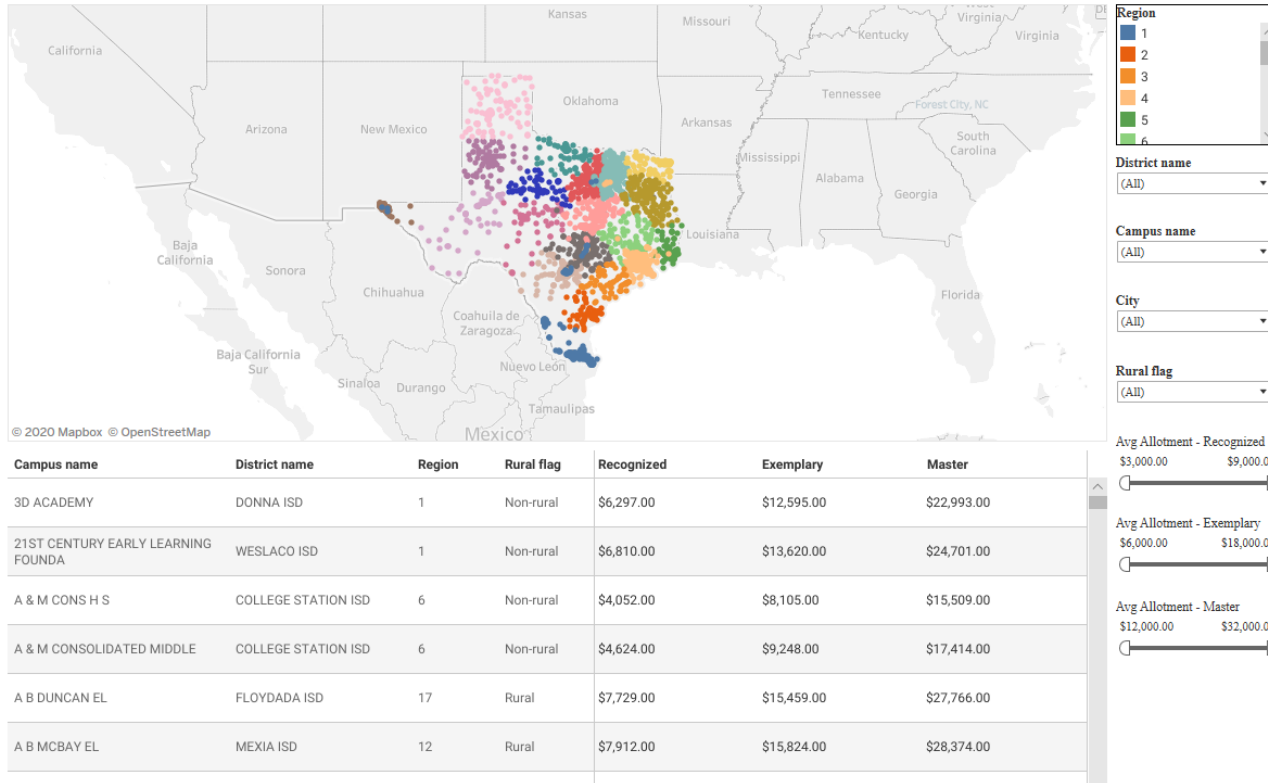 Kansas
Missouri
West
Virginia
Kentucky
Virginia
California
Oklahoma
Tennessee
Forest City, NC
Arizona
New Mexico
Arkansas
South
Carolina
Mississippi
Alabama
Georgia
Louisiana
Baja
California
Sonora
Chihuahua
Florida
Coahuila de
Zaragoza
Baja California
Sur
Nuevo León
Sinaloa
Durango
Tamaulipas
Mexico
© 2020 Mapbox © OpenStreetMap
Region
1
2
3
4
5
6
District name
(All)
Campus name
(All)
City
(All)
Rural flag
(All)
Avg Allotment - Recognized
$3,000.00 $9,000.0
Avg Allotment - Exemplary
$6,000.00 $18,000.0
Avg Allotment - Master
$12,000.00 $32,000.0
Campus name District name Region Rural flag Recognized Exemplary Master
3D ACADEMY DONNA ISD 1 Non-rural $6,297.00 $12,595.00 $22,993.00
21ST CENTURY EARLY LEARNING
FOUNDA WESLACO ISD 1 Non-rural $6,810.00 $13,620.00 $24,701.00
A & M CONS H S COLLEGE STATION ISD 6 Non-rural $4,052.00 $8,105.00 $15,509.00
A & M CONSOLIDATED MIDDLE COLLEGE STATION ISD 6 Non-rural $4,624.00 $9,248.00 $17,414.00
A B DUNCAN EL FLOYDADA ISD 17 Rural $7,729.00 $15,459.00 $27,766.00
A B MCBAY EL MEXIA ISD 12 Rural $7,912.00 $15,824.00 $28,374.00